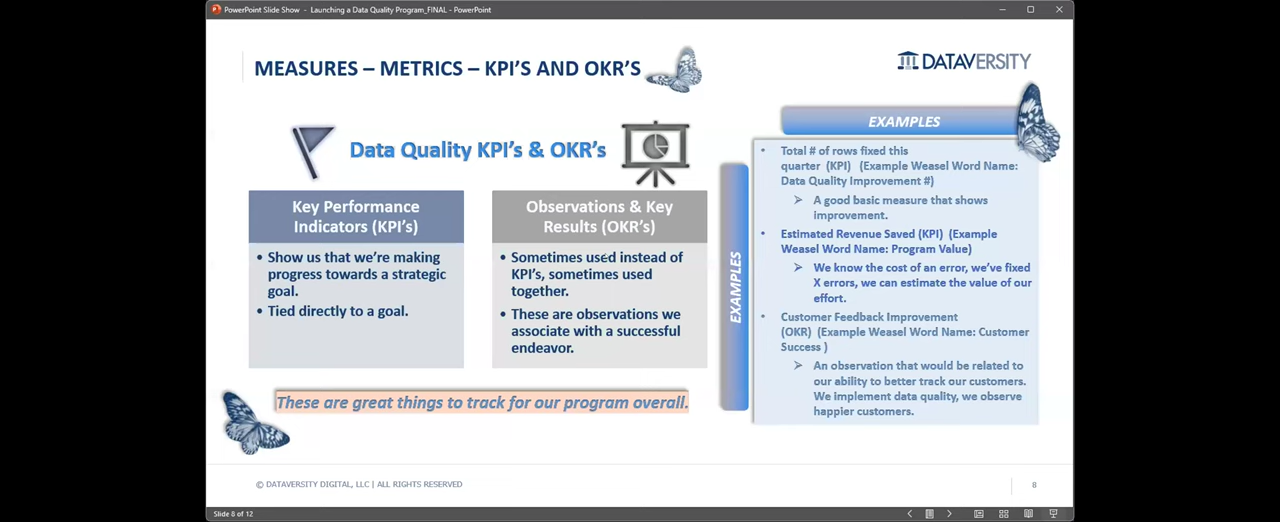 PowerPoint Slide Show - Launching a Data Quality Program_FINAL - PowerPoint
MEASURES – METRICS – KPI'S AND OKR'S
DATAVERSITY
Data Quality KPI's & OKR's
Key Performance
Indicators (KPI's)
• Show us that we're making
progress towards a strategic
goal.
• Tied directly to a goal.
Observations & Key
Results (OKR's)
• Sometimes used instead of
KPI's, sometimes used
together.
• These are observations we
associate with a successful
endeavor.
These are great things to track for our program overall.
EXAMPLES
EXAMPLES
• Total # of rows fixed this
quarter (KPI) (Example Weasel Word Name:
Data Quality Improvement #)
➢ A good basic measure that shows
improvement.
• Estimated Revenue Saved (KPI) (Example
Weasel Word Name: Program Value)
➢ We know the cost of an error, we've fixed
X errors, we can estimate the value of our
effort.
• Customer Feedback Improvement
(OKR) (Example Weasel Word Name: Customer
Success )
➢ An observation that would be related to
our ability to better track our customers.
We implement data quality, we observe
happier customers.
© DATAVERSITY DIGITAL, LLC | ALL RIGHTS RESERVED
8
Slide 8 of 12